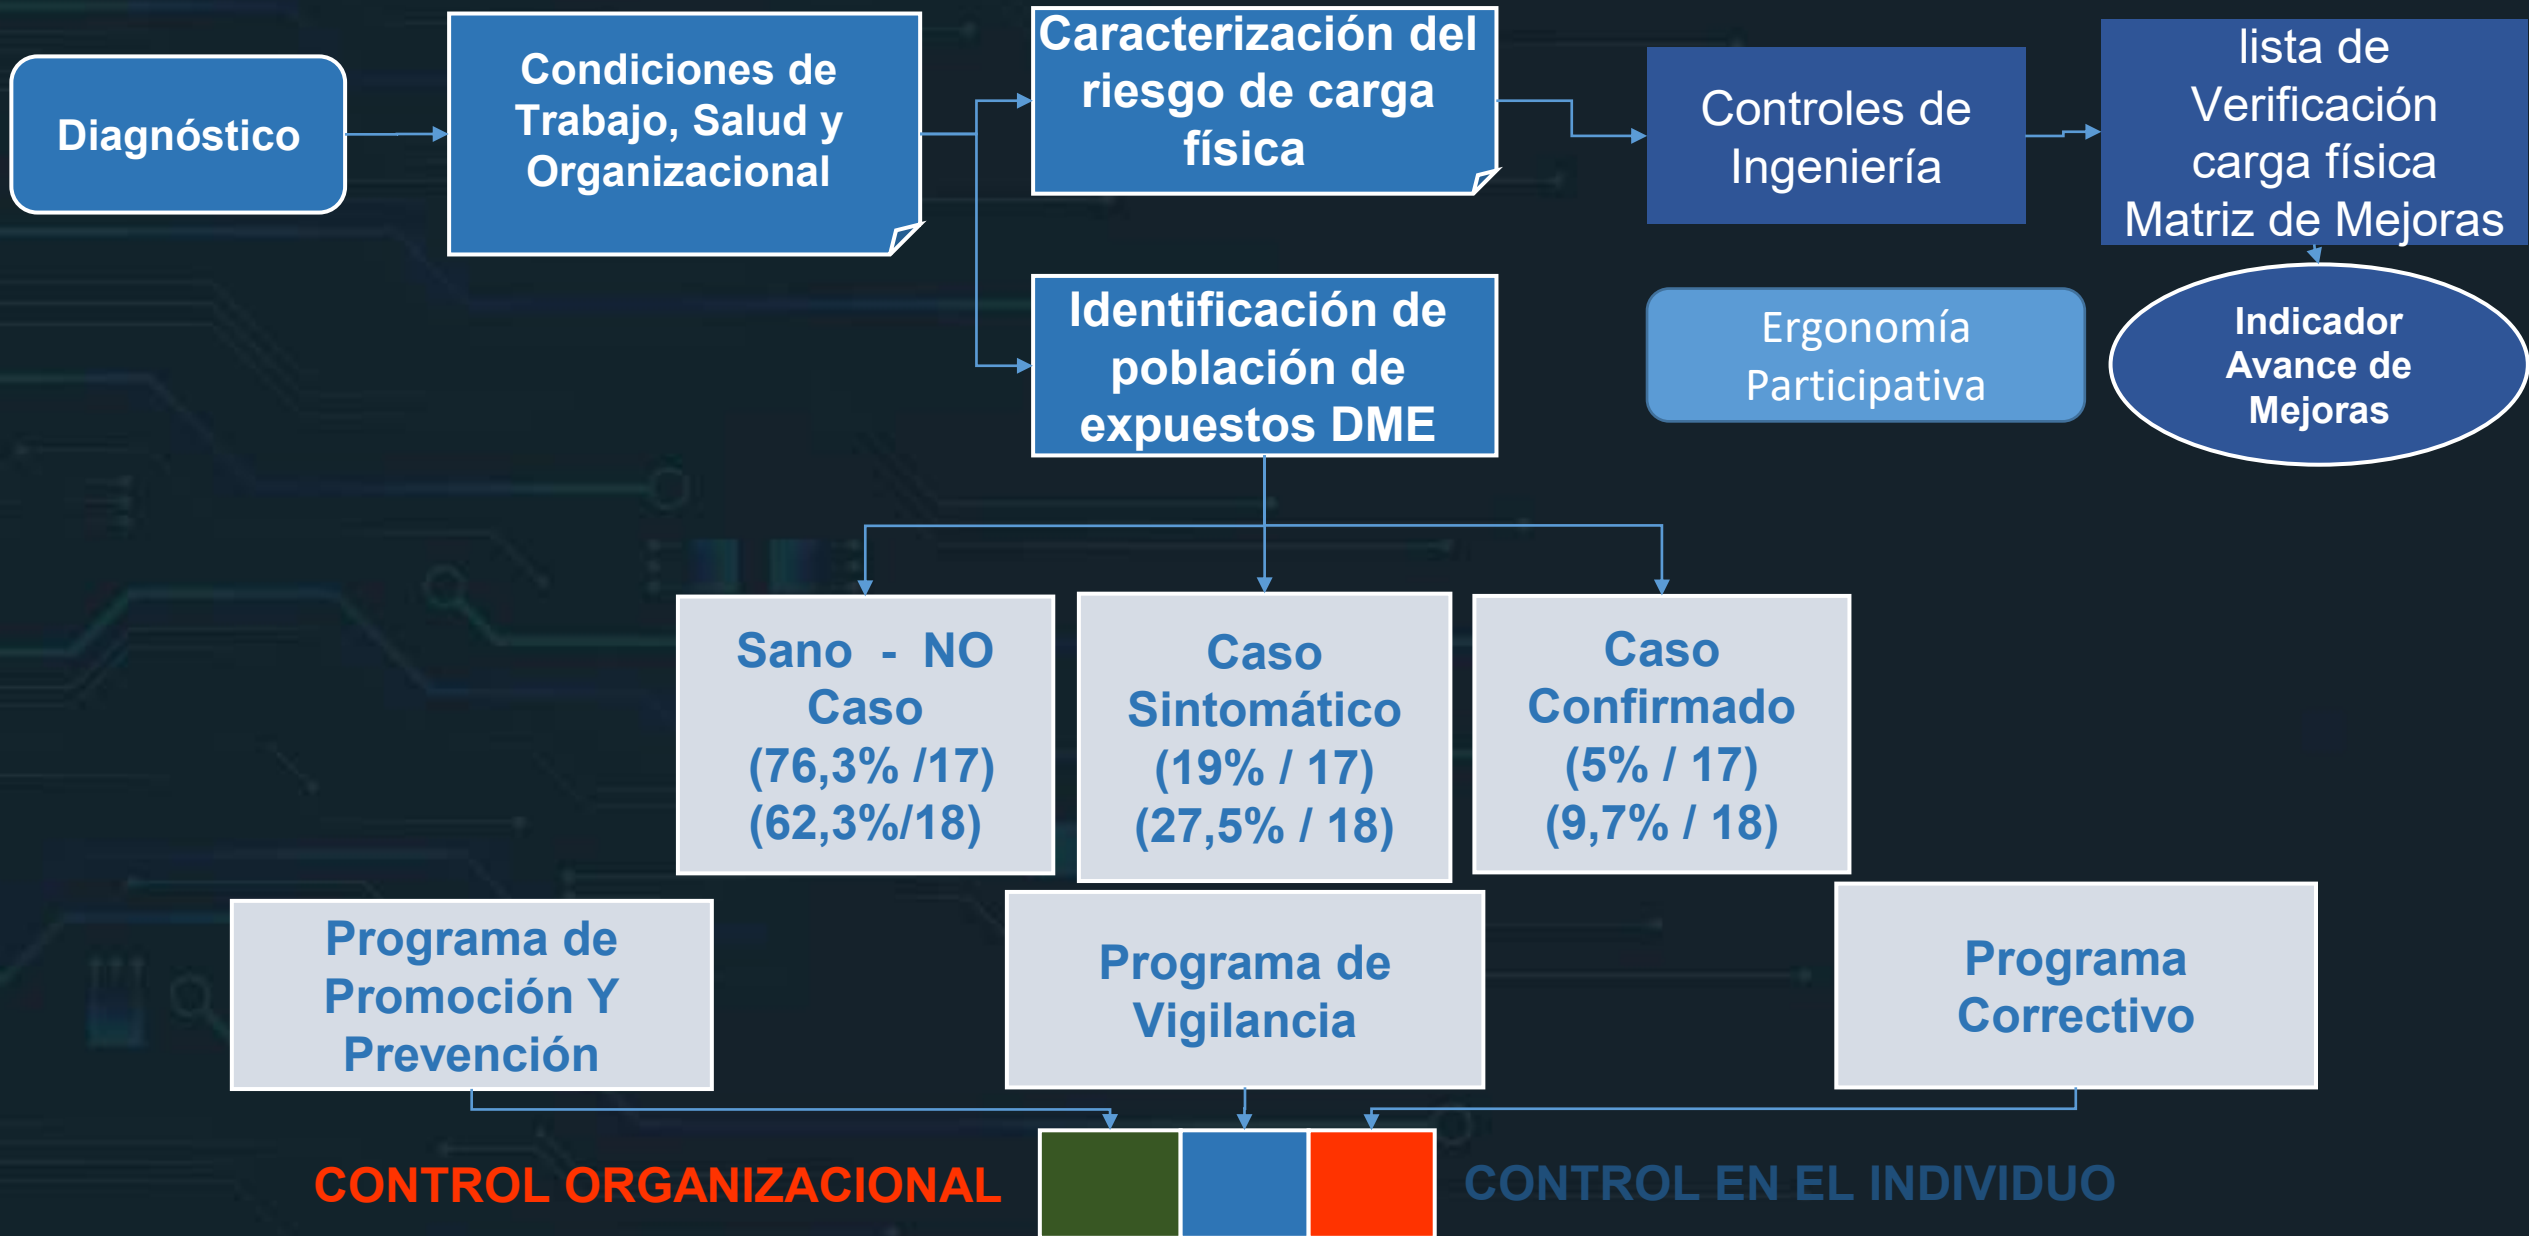 Diagnóstico
Condiciones de
Trabajo, Salud y
Organizacional
Caracterización del
riesgo de carga
física
Controles de
Ingeniería
lista de
Verificación
carga física
Matriz de Mejoras
Identificación de
población de
expuestos DME
Ergonomía
Participativa
Indicador
Avance de
Mejoras
Sano - NO
Caso
(76,3% /17)
(62,3%/18)
Caso
Sintomático
(19% / 17)
(27,5% / 18)
Caso
Confirmado
(5% / 17)
(9,7% / 18)
Programa de
Promoción Y
Prevención
Programa de
Vigilancia
Programa
Correctivo
CONTROL ORGANIZACIONAL
CONTROL EN EL INDIVIDUO